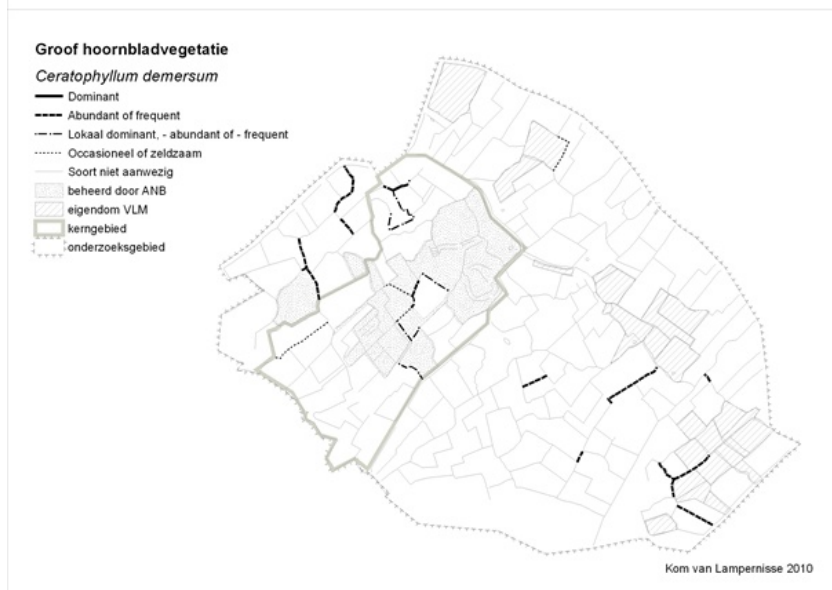 Groof hoornbladvegetatie
Ceratophyllum demersum
Dominant
Abundant of frequent
Lokaal dominant, - abundant of - frequent
Occasioneel of zeldzaam
Soort niet aanwezig
beheerd door ANB
eigendom VLM
kerngebied
onderzoeksgebied
Kom van Lampernisse 2010